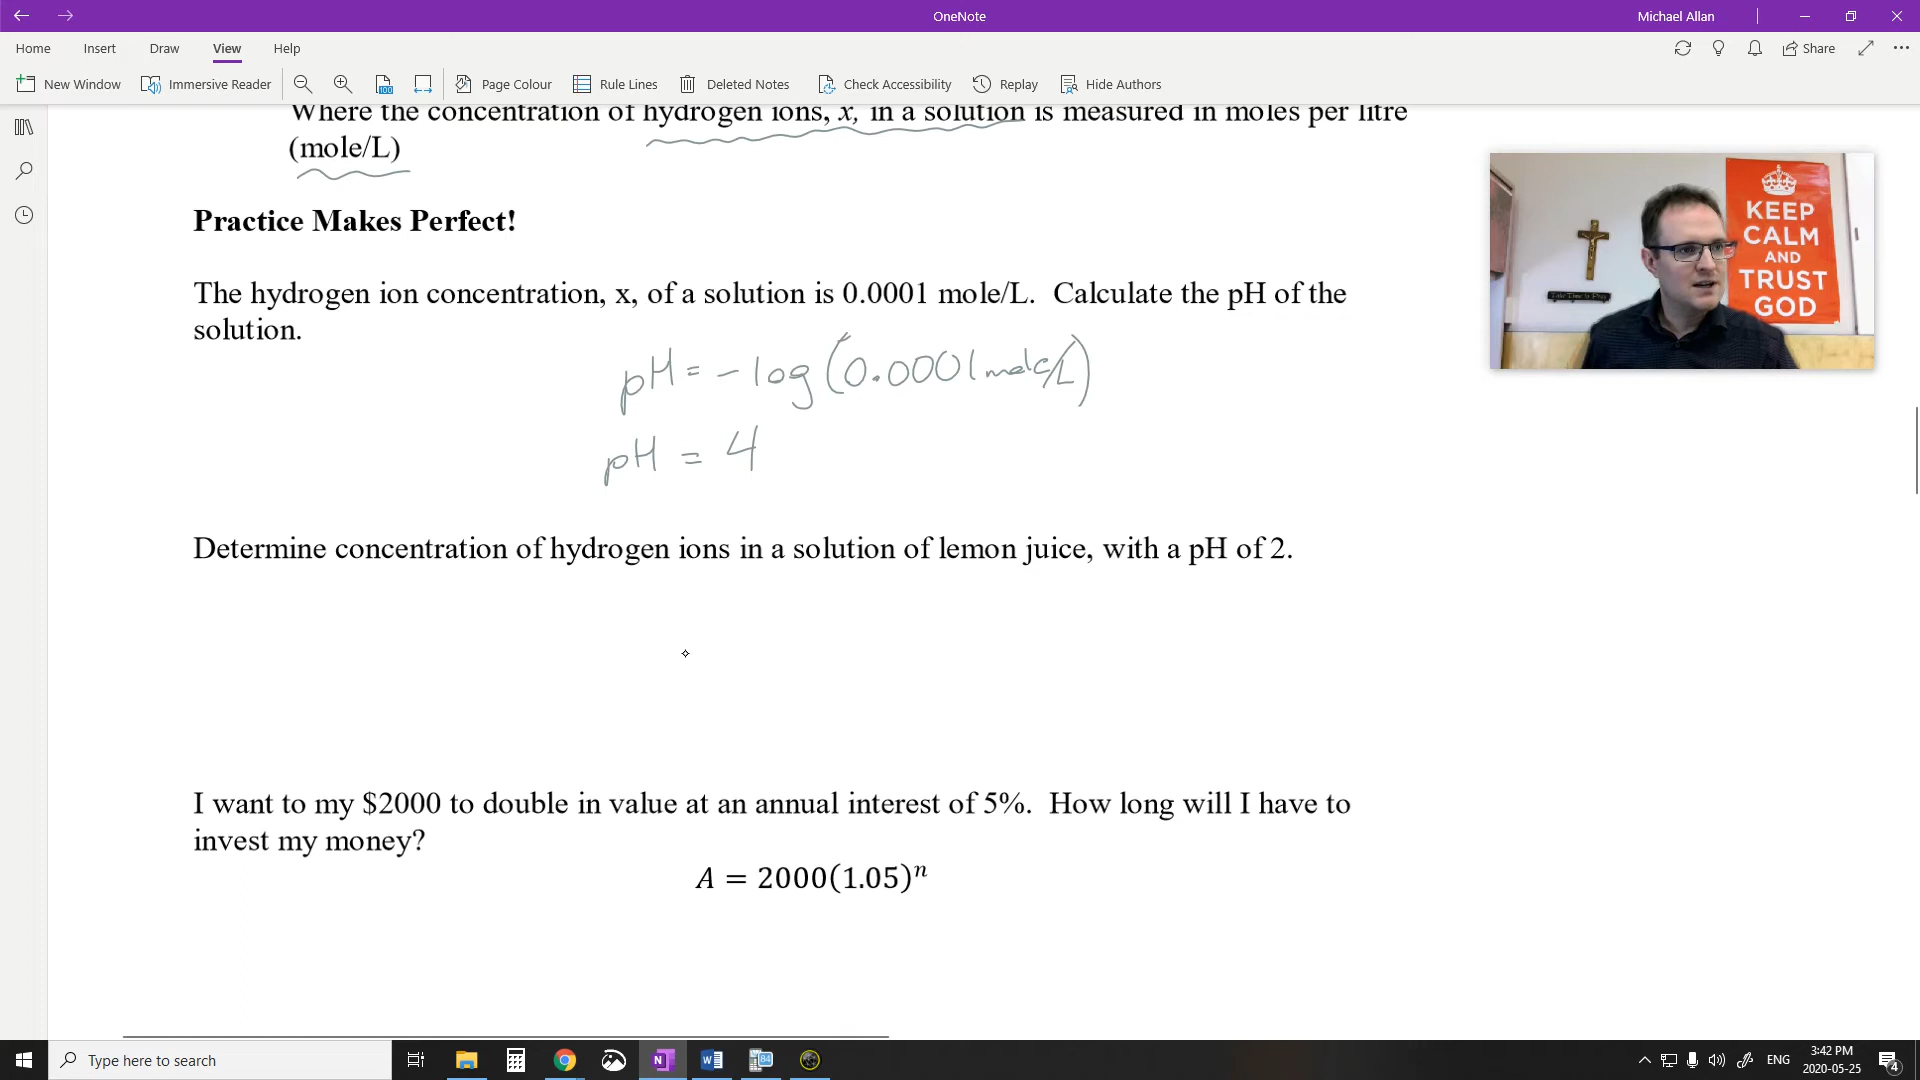 OneNote
Michael Allan
Home Insert Draw View Help
Share
New Window Immersive Reader Page Colour Rule Lines Deleted Notes Check Accessibility Replay Hide Authors
Where the concentration of hydrogen ions, x, in a solution is measured in moles per litre
(mole/L)
Practice Makes Perfect!
The hydrogen ion concentration, x, of a solution is 0.0001 mole/L. Calculate the pH of the
solution.
pH = - log (0.0001 mole/L)
pH = 4
Determine concentration of hydrogen ions in a solution of lemon juice, with a pH of 2.
I want to my $2000 to double in value at an annual interest of 5%. How long will I have to
invest my money?
A = 2000(1.05)ⁿ
KEEP
CALM
AND
TRUST
GOD
Take Time to Pray
Type here to search
ENG
3:42 PM
2020-05-25
4